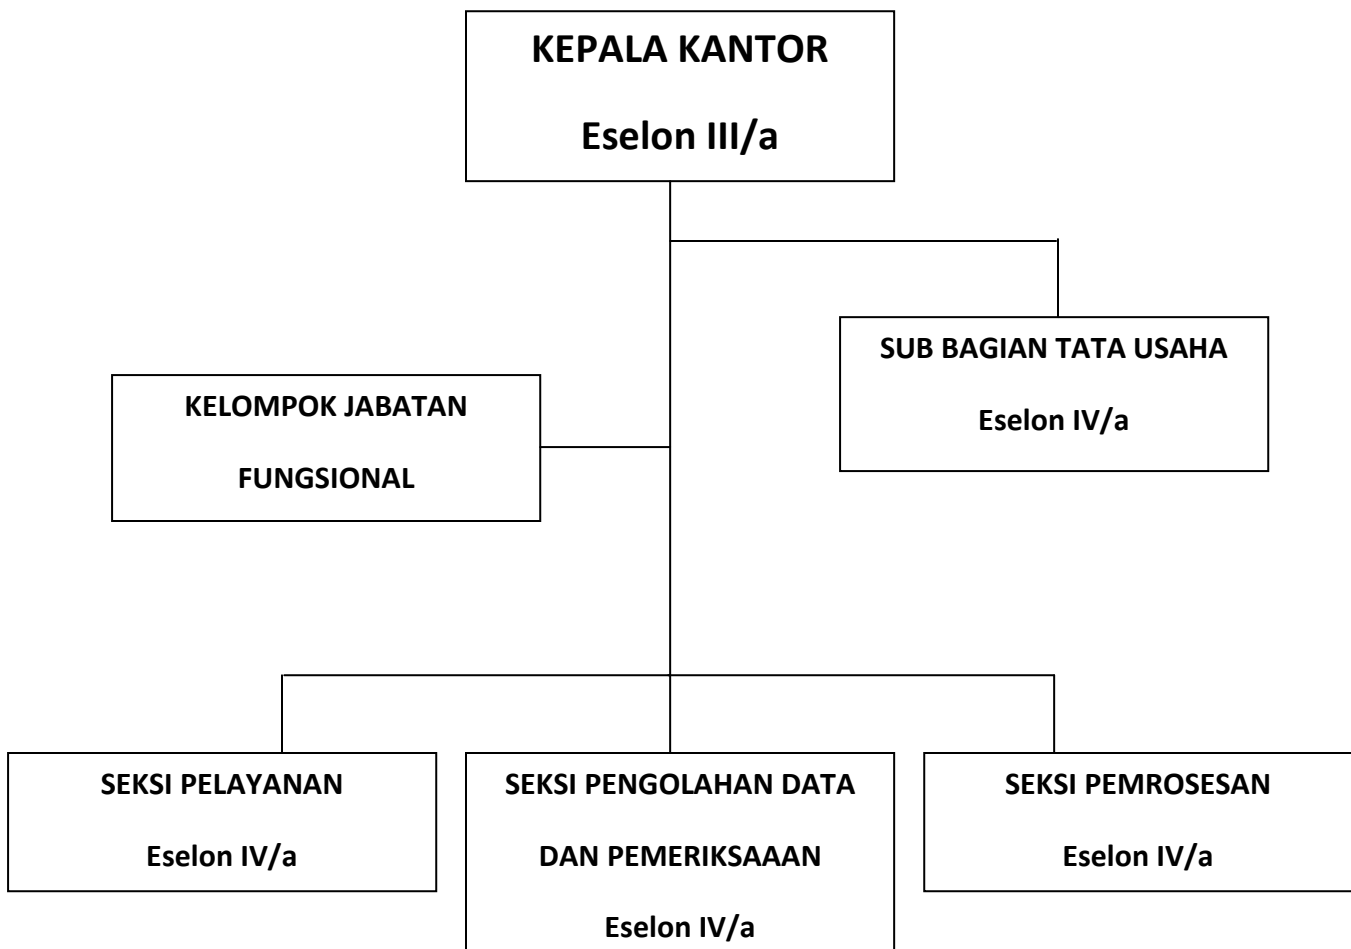 KEPALA KANTOR
Eselon III/a
SUB BAGIAN TATA USAHA
Eselon IV/a
KELOMPOK JABATAN
FUNGSIONAL
SEKSI PELAYANAN
Eselon IV/a
SEKSI PENGOLAHAN DATA
DAN PEMERIKSAAAN
Eselon IV/a
SEKSI PEMROSESAN
Eselon IV/a